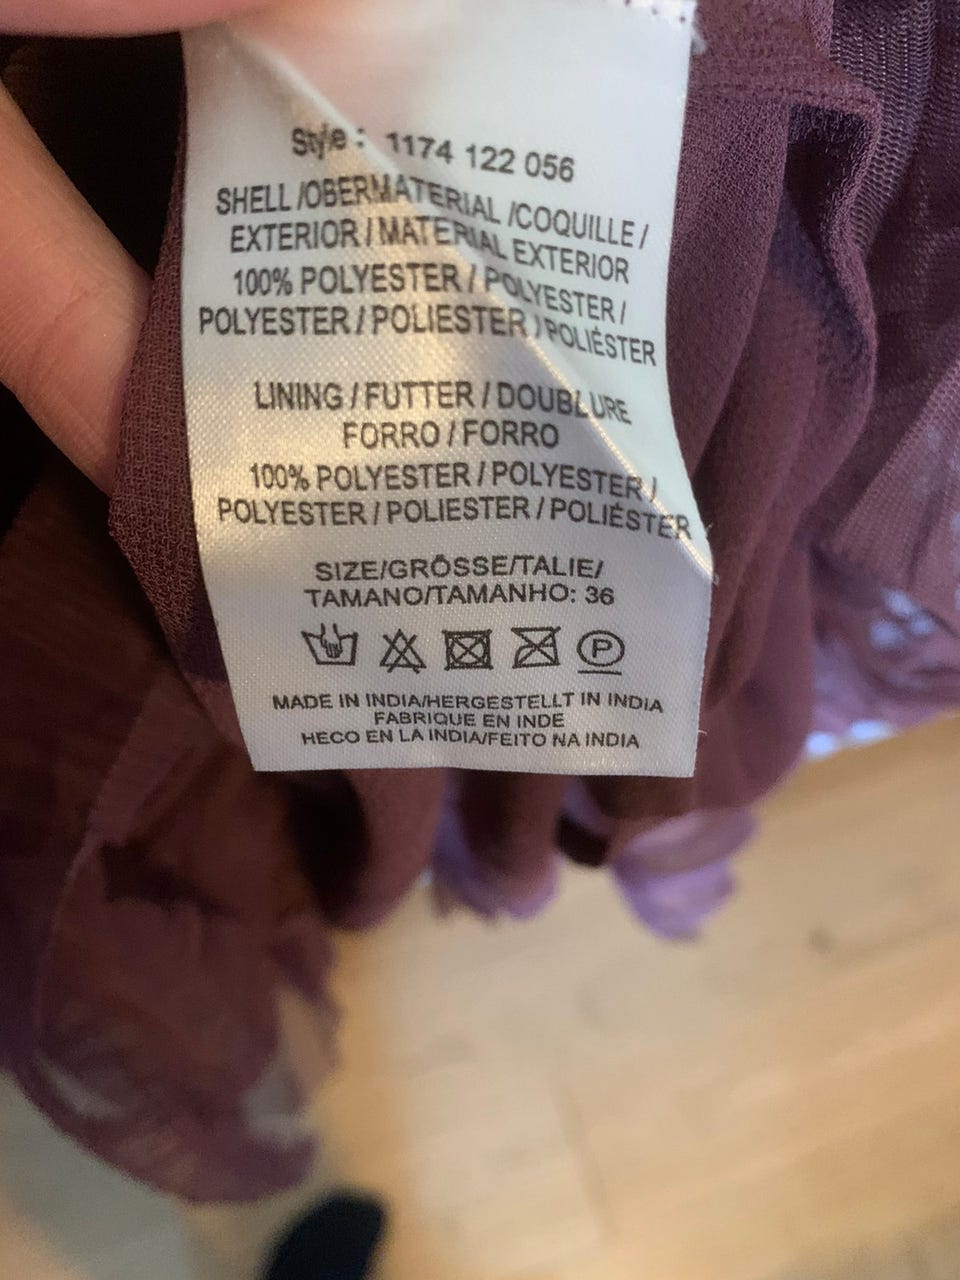 Style : 1174 122 056
SHELL /OBERMATERIAL /COQUILLE /
EXTERIOR / MATERIAL EXTERIOR
100% POLYESTER / POLYESTER /
POLYESTER / POLIESTER / POLIÉSTER
LINING / FUTTER / DOUBLURE
FORRO / FORRO
100% POLYESTER / POLYESTER /
POLYESTER / POLIESTER / POLIÉSTER
SIZE/GRÖSSE/TALIE/
TAMANO/TAMANHO: 36
P
MADE IN INDIA/HERGESTELLT IN INDIA
FABRIQUE EN INDE
HECO EN LA INDIA/FEITO NA INDIA